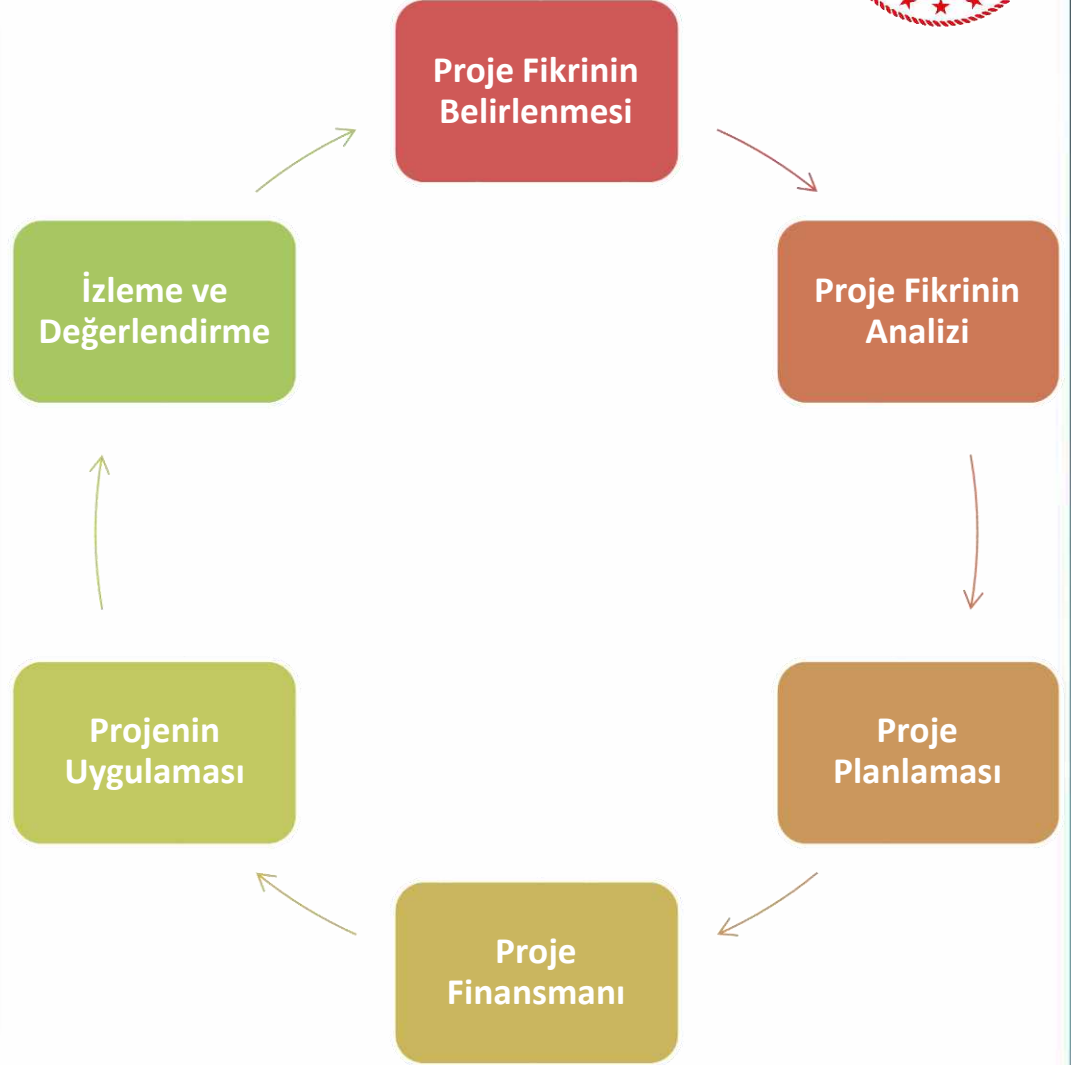 Proje Fikrinin
Belirlenmesi
Proje Fikrinin
Analizi
Proje
Planlaması
Proje
Finansmanı
Projenin
Uygulaması
İzleme ve
Değerlendirme